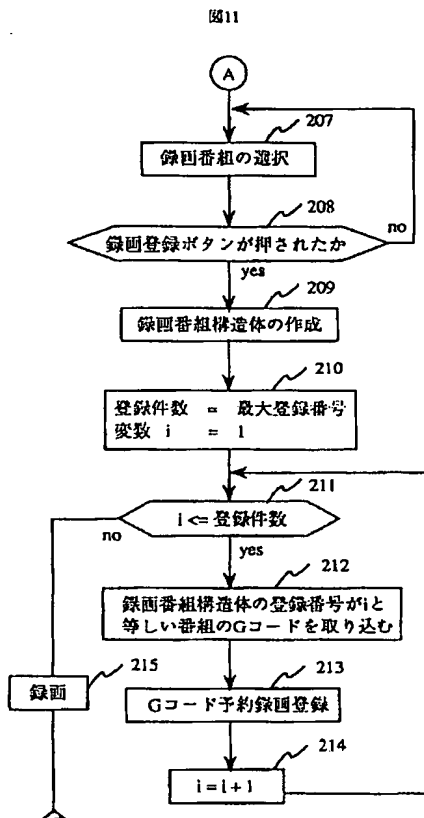 図11
A
207
録画番組の選択
208
録画登録ボタンが押されたか
no
yes
209
録画番組構造体の作成
210
登録件数 = 最大登録番号
変数 i = 1
211
i <= 登録件数
no
yes
212
録画番組構造体の登録番号がiと
等しい番組のGコードを取り込む
215
録画
213
Gコード予約録画登録
214
i = i + 1